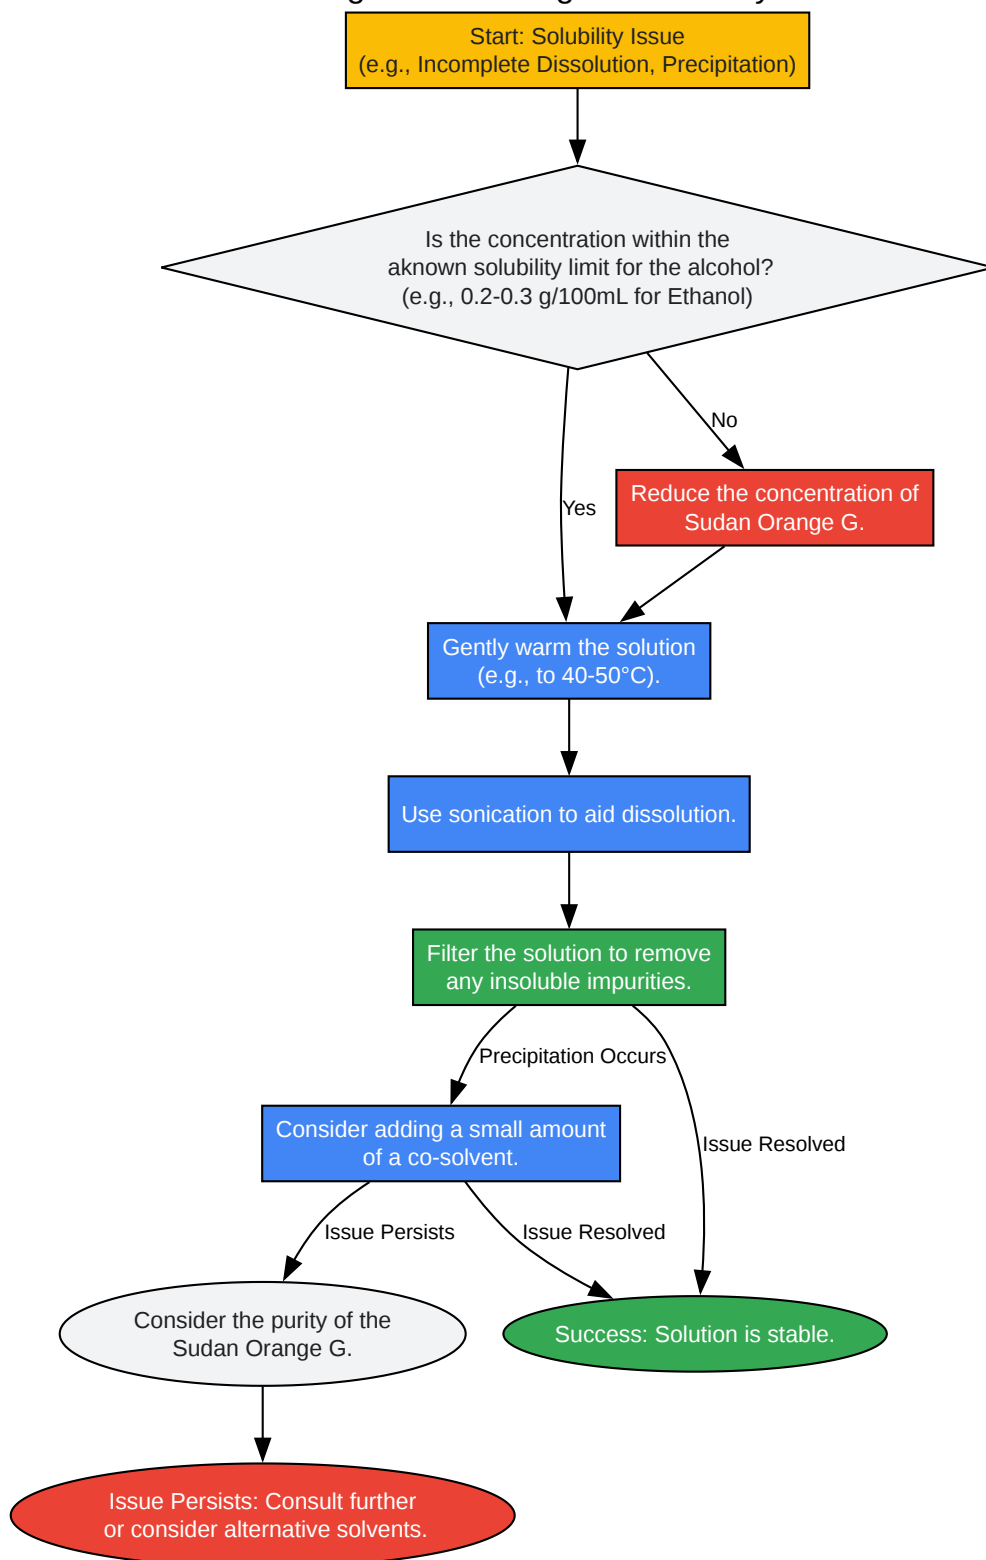 Start: Solubility Issue
(e.g., Incomplete Dissolution, Precipitation)
Is the concentration within the
aknown solubility limit for the alcohol?
(e.g., 0.2-0.3 g/100mL for Ethanol)
No
Reduce the concentration of
Sudan Orange G.
Yes
Gently warm the solution
(e.g., to 40-50°C).
Use sonication to aid dissolution.
Filter the solution to remove
any insoluble impurities.
Precipitation Occurs
Consider adding a small amount
of a co-solvent.
Issue Resolved
Issue Persists
Issue Resolved
Consider the purity of the
Sudan Orange G.
Success: Solution is stable.
Issue Persists: Consult further
or consider alternative solvents.